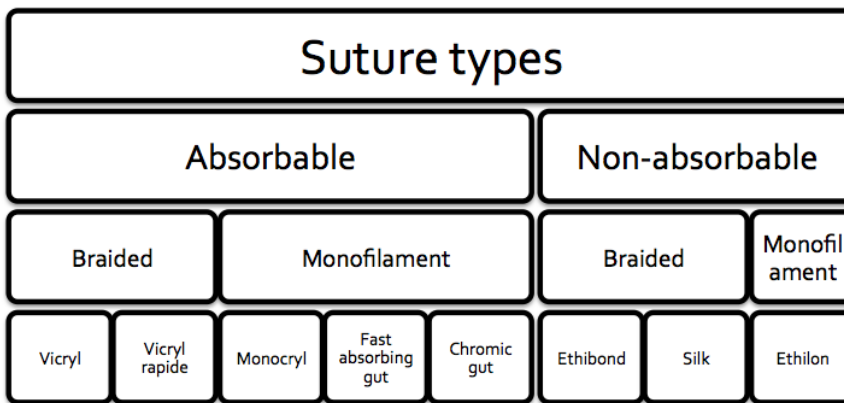 Suture types
Absorbable
Non-absorbable
Braided
Monofilament
Braided
Monofil
ament
Vicryl
Vicryl
rapide
Monocryl
Fast
absorbing
gut
Chromic
gut
Ethibond
Silk
Ethilon